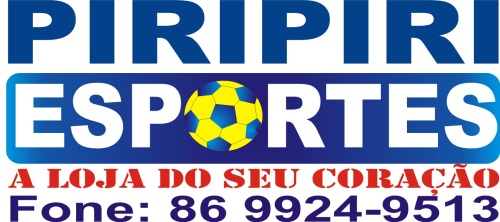 PIRIPIRI
ESPORTES
A LOJA DO SEU CORAÇÃO
Fone: 86 9924-9513